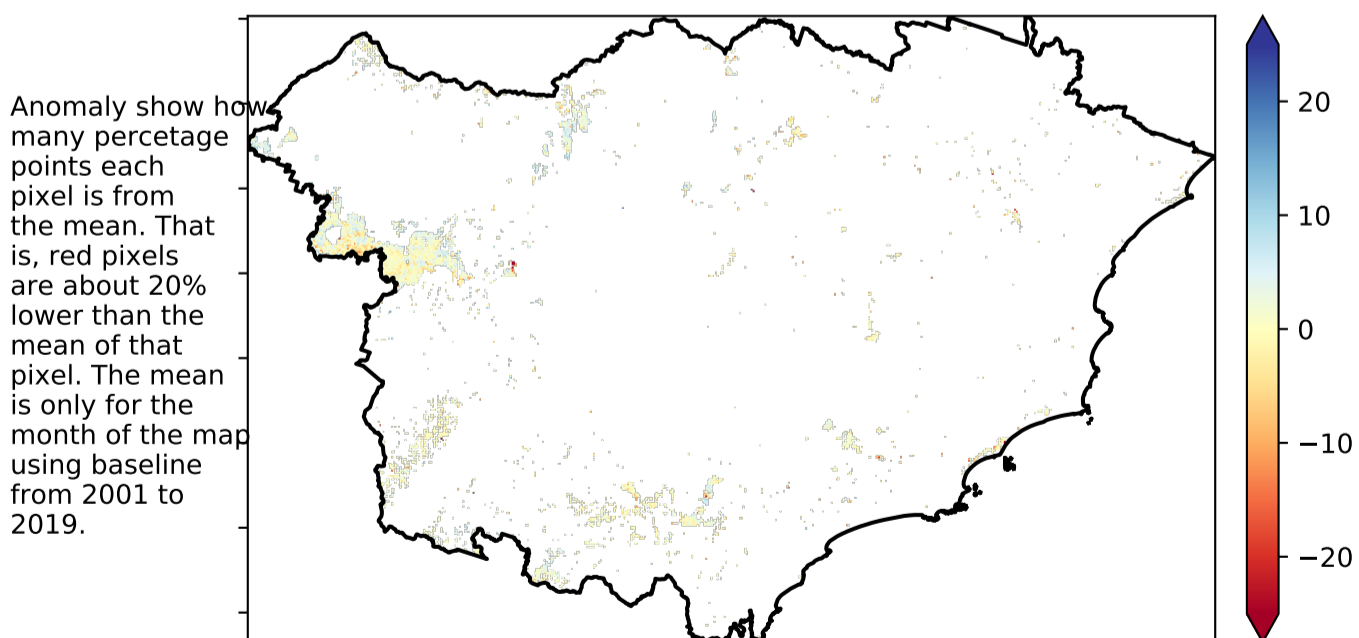 Anomaly show how
many percetage
points each
pixel is from
the mean. That
is, red pixels
are about 20%
lower than the
mean of that
pixel. The mean
is only for the
month of the map
using baseline
from 2001 to
2019.
20
10
0
−10
−20